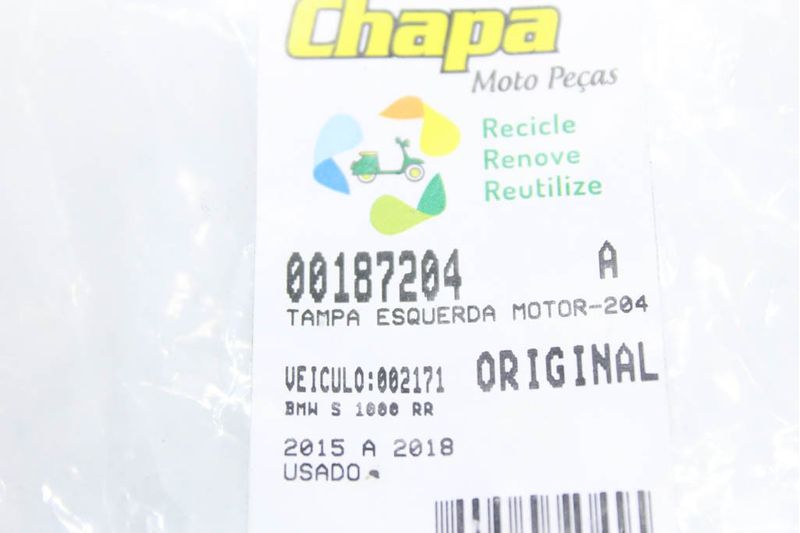 Chapa
Moto Peças
Recicle
Renove
Reutilize
00187204 A
TAMPA ESQUERDA MOTOR-204
VEICULO:002171 ORIGINAL
BMW S 1000 RR
2015 A 2018
USADO